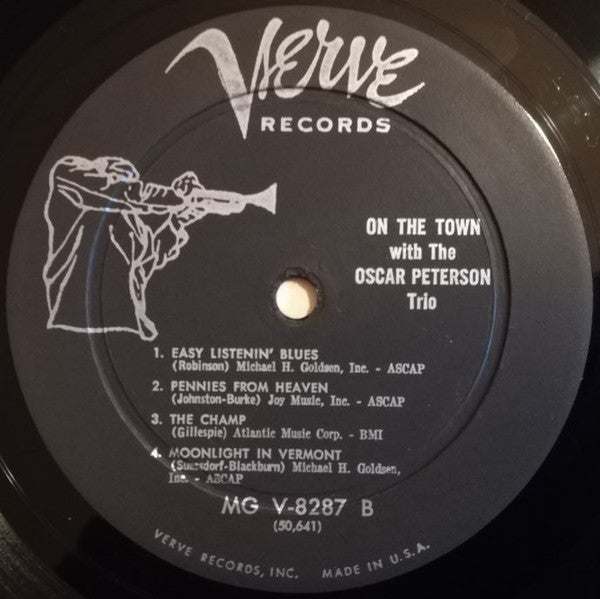 Verve
RECORDS
ON THE TOWN
with The
OSCAR PETERSON
Trio
1. EASY LISTENIN' BLUES
(Robinson) Michael H. Goldsen, Inc. - ASCAP
2. PENNIES FROM HEAVEN
(Johnston-Burke) Joy Music, Inc. - ASCAP
3. THE CHAMP
(Gillespie) Atlantic Music Corp. - BMI
4. MOONLIGHT IN VERMONT
(Suessdorf-Blackburn) Michael H. Goldsen,
Inc. - ASCAP
MG V-8287 B
(50,641)
VERVE RECORDS, INC. MADE IN U.S.A.